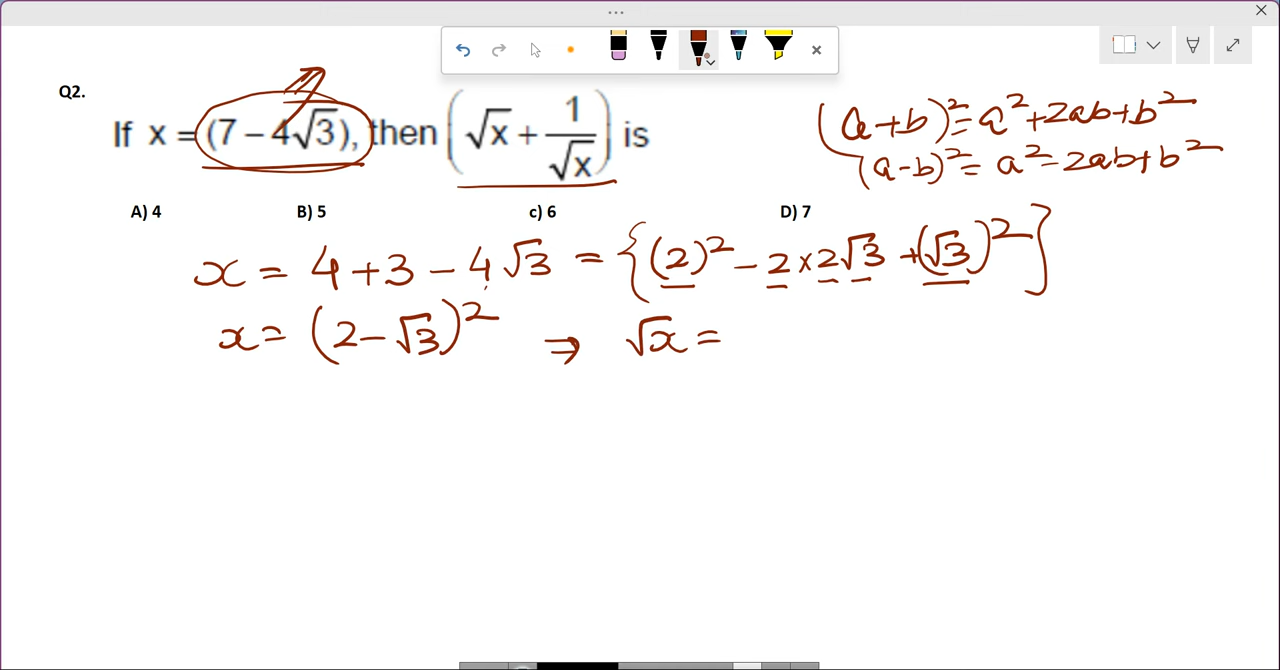 Q2.
If x = (7 − 4√3), then (√x + 1/√x) is
(a+b)² = a²+2ab+b²
(a-b)² = a²-2ab+b²
A) 4 B) 5 c) 6 D) 7
x = 4+3-4√3 = {(2)² - 2×2√3 + (√3)²}
x = (2-√3)² ⇒ √x =